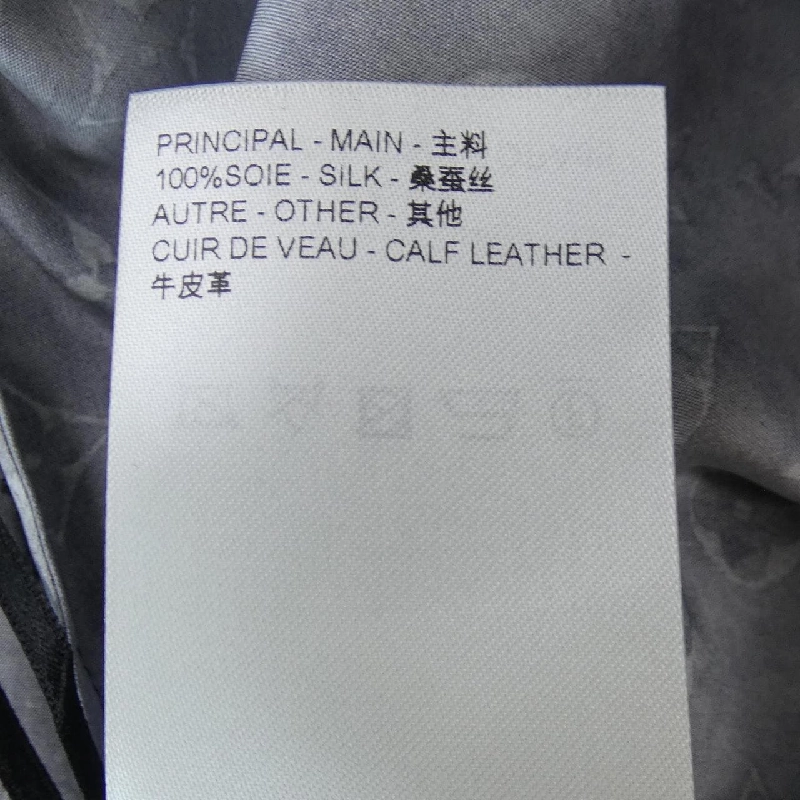 PRINCIPAL - MAIN - 主料
100%SOIE - SILK - 桑蚕丝
AUTRE - OTHER - 其他
CUIR DE VEAU - CALF LEATHER -
牛皮革